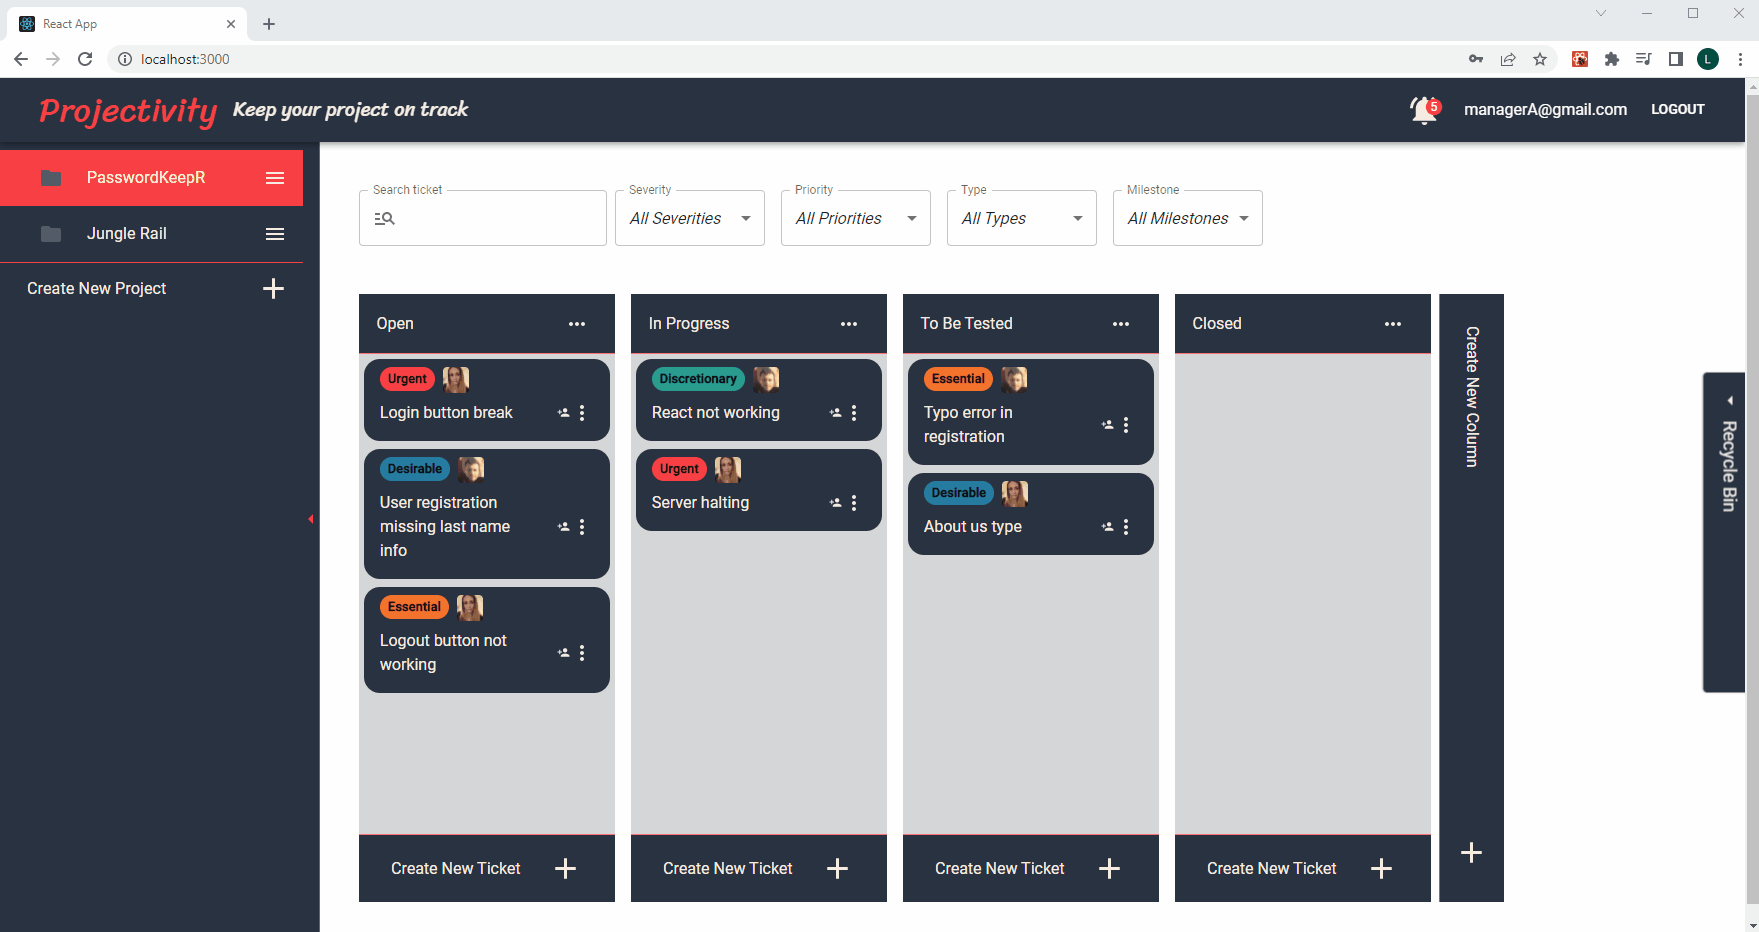 React App
localhost:3000
L
Projectivity
Keep your project on track
5
managerA@gmail.com
LOGOUT
PasswordKeepR
Jungle Rail
Create New Project
Search ticket
Severity
All Severities
Priority
All Priorities
Type
All Types
Milestone
All Milestones
Open
Urgent
Login button break
Desirable
User registration
missing last name
info
Essential
Logout button not
working
Create New Ticket
In Progress
Discretionary
React not working
Urgent
Server halting
Create New Ticket
To Be Tested
Essential
Typo error in
registration
Desirable
About us type
Create New Ticket
Closed
Create New Ticket
Create New Column
Recycle Bin